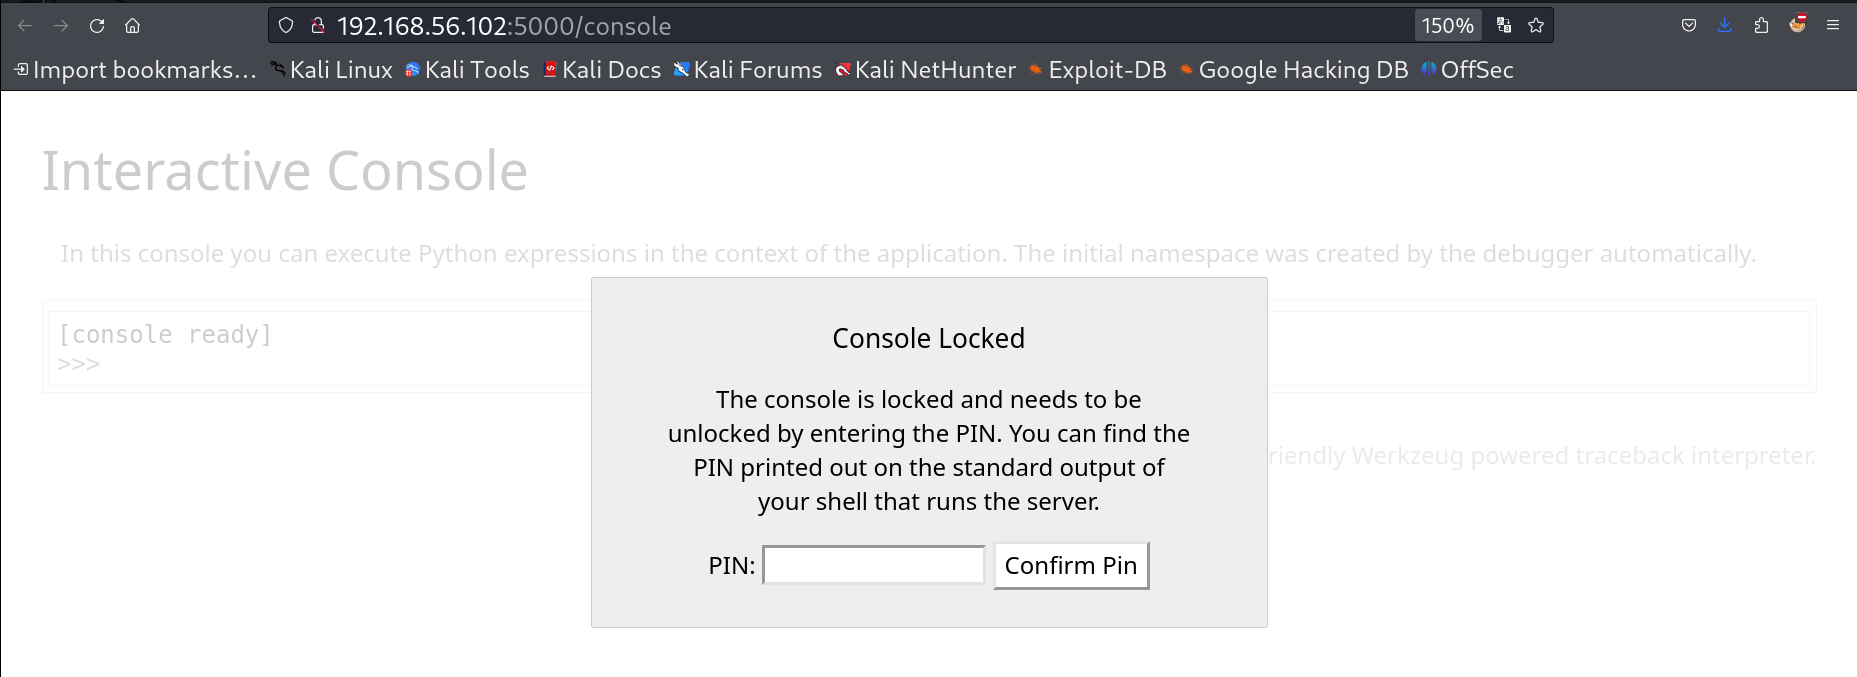 192.168.56.102:5000/console
150%
Import bookmarks... Kali Linux Kali Tools Kali Docs Kali Forums Kali NetHunter Exploit-DB Google Hacking DB OffSec
Interactive Console
In this console you can execute Python expressions in the context of the application. The initial namespace was created by the debugger automatically.
[console ready]
>>>
Console Locked
The console is locked and needs to be
unlocked by entering the PIN. You can find the
PIN printed out on the standard output of
your shell that runs the server.
PIN: Confirm Pin
riendly Werkzeug powered traceback interpreter.